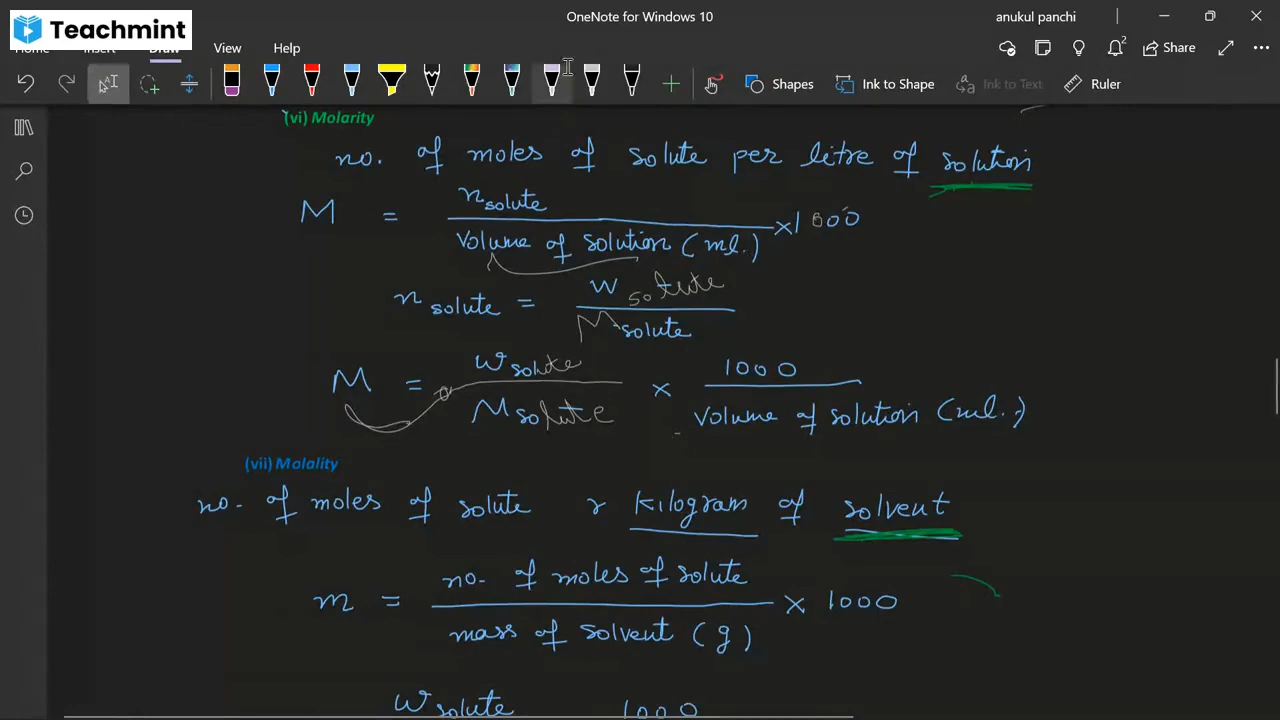 Teachmint
OneNote for Windows 10
anukul panchi
Home Insert Draw View Help
Share
Shapes
Ink to Shape
Ink to Text
Ruler
(vi) Molarity
no. of moles of solute per litre of solution
M = n solute / Volume of solution (ml.) × 1000
n solute = w solute / M solute
M = w solute / M solute × 1000 / Volume of solution (ml.)
(vii) Molality
no. of moles of solute r kilogram of solvent
m = no. of moles of solute / mass of solvent (g) × 1000
w solute 1000